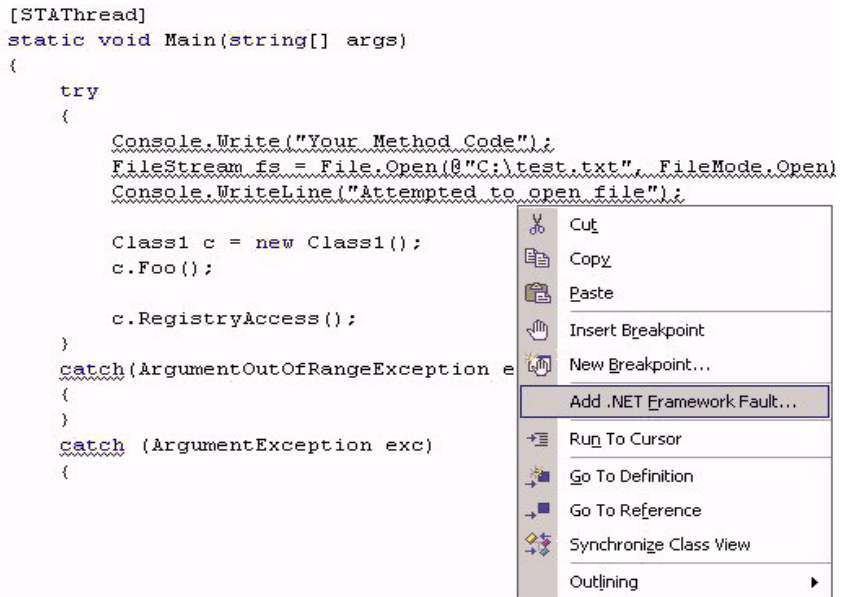 [STAThread]
static void Main(string[] args)
{
    try
    {
        Console.Write("Your Method Code");
        FileStream fs = File.Open(@"C:\test.txt", FileMode.Open)
        Console.WriteLine("Attempted to open file");

        Class1 c = new Class1();
        c.Foo();

        c.RegistryAccess();
    }
    catch(ArgumentOutOfRangeException e
    {
    }
    catch (ArgumentException exc)
    {
Cut
Copy
Paste
Insert Breakpoint
New Breakpoint...
Add .NET Framework Fault...
Run To Cursor
Go To Definition
Go To Reference
Synchronize Class View
Outlining